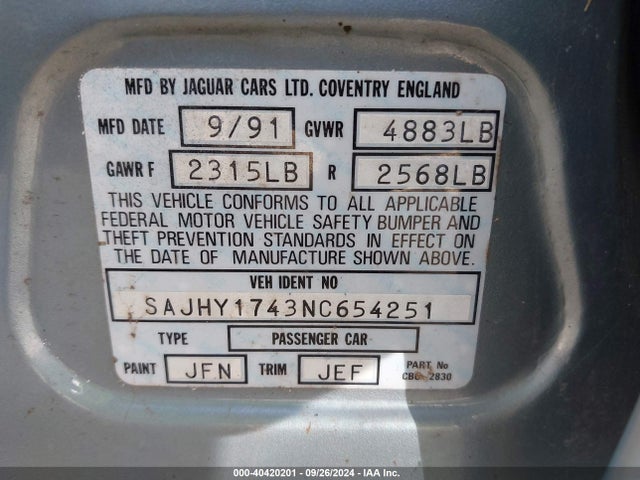 MFD BY JAGUAR CARS LTD. COVENTRY ENGLAND
MFD DATE 9/91 GVWR 4883LB
GAWR F 2315LB R 2568LB
THIS VEHICLE CONFORMS TO ALL APPLICABLE
FEDERAL MOTOR VEHICLE SAFETY BUMPER AND
THEFT PREVENTION STANDARDS IN EFFECT ON
THE DATE OF MANUFACTURE SHOWN ABOVE.
VEH IDENT NO
SAJHY1743NC654251
TYPE PASSENGER CAR
PAINT JFN TRIM JEF PART No
000-40420201 - 09/26/2024 - IAA Inc.